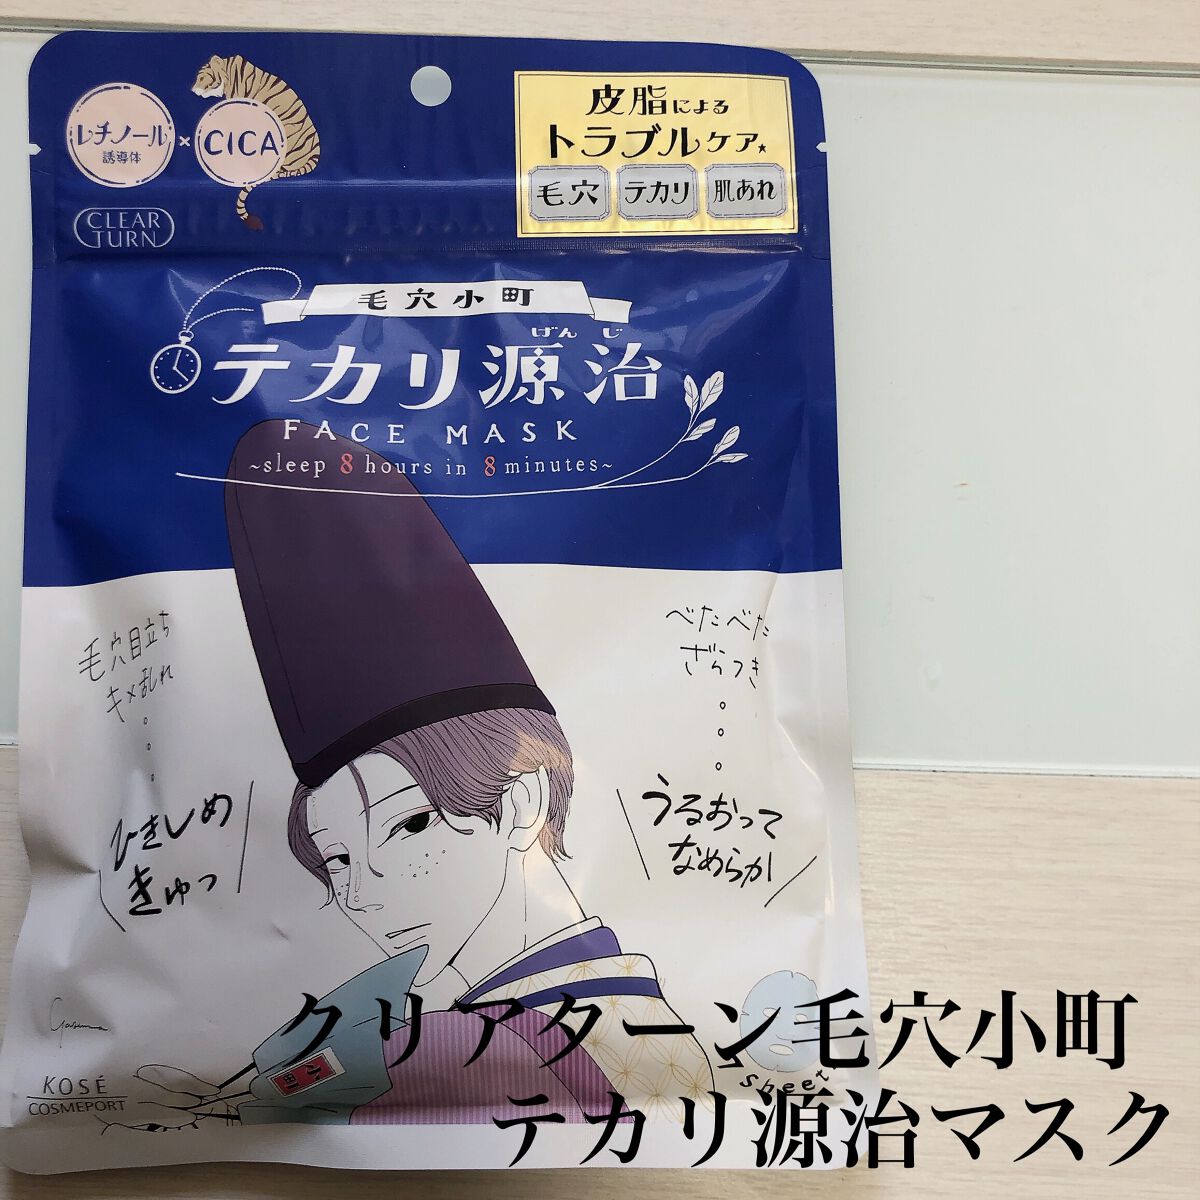 レチノール
誘導体
×
CICA
CICA
皮脂による
トラブルケア★
毛穴
テカリ
肌あれ
CLEAR
TURN
毛穴小町
げんじ
テカリ源治
FACE MASK
~sleep 8 hours in 8 minutes~
毛穴目立ち
キメ乱れ
ひきしめ
きゅっ
べたべた
ざらつき
うるおって
なめらか
小町
KOSÉ
COSMEPORT
sheet
クリアターン毛穴小町
テカリ源治マスク